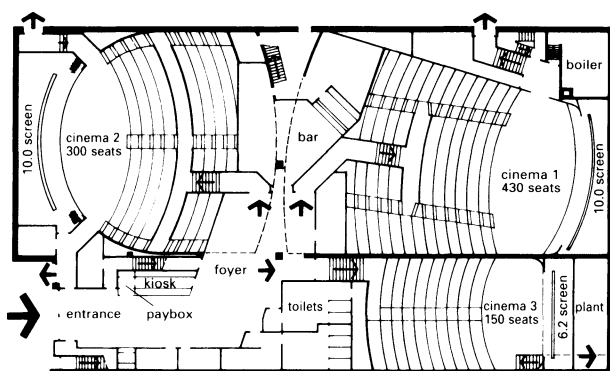 boiler
10.0 screen
cinema 2
300 seats
bar
cinema 1
430 seats
10.0 screen
foyer
kiosk
entrance
paybox
toilets
cinema 3
150 seats
6.2 screen
plant